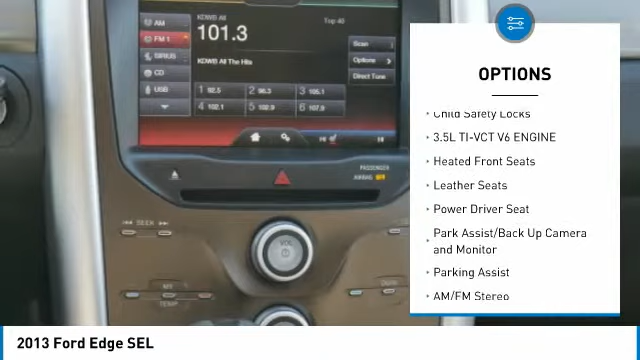 KDWB All
Top 40
AM
FM 1
101.3
SIRIUS
KDWB All The Hits
CD
USB
Scan
Options
Direct Tune
1 92.5
2 96.3
3 105.1
4 102.1
5 102.9
6 107.9
HI
HI
PASSENGER
AIRBAG
SEEK
VOL
TEMP
OPTIONS
Child Safety Locks
3.5L TI-VCT V6 ENGINE
Heated Front Seats
Leather Seats
Power Driver Seat
Park Assist/Back Up Camera
and Monitor
Parking Assist
AM/FM Stereo
2013 Ford Edge SEL